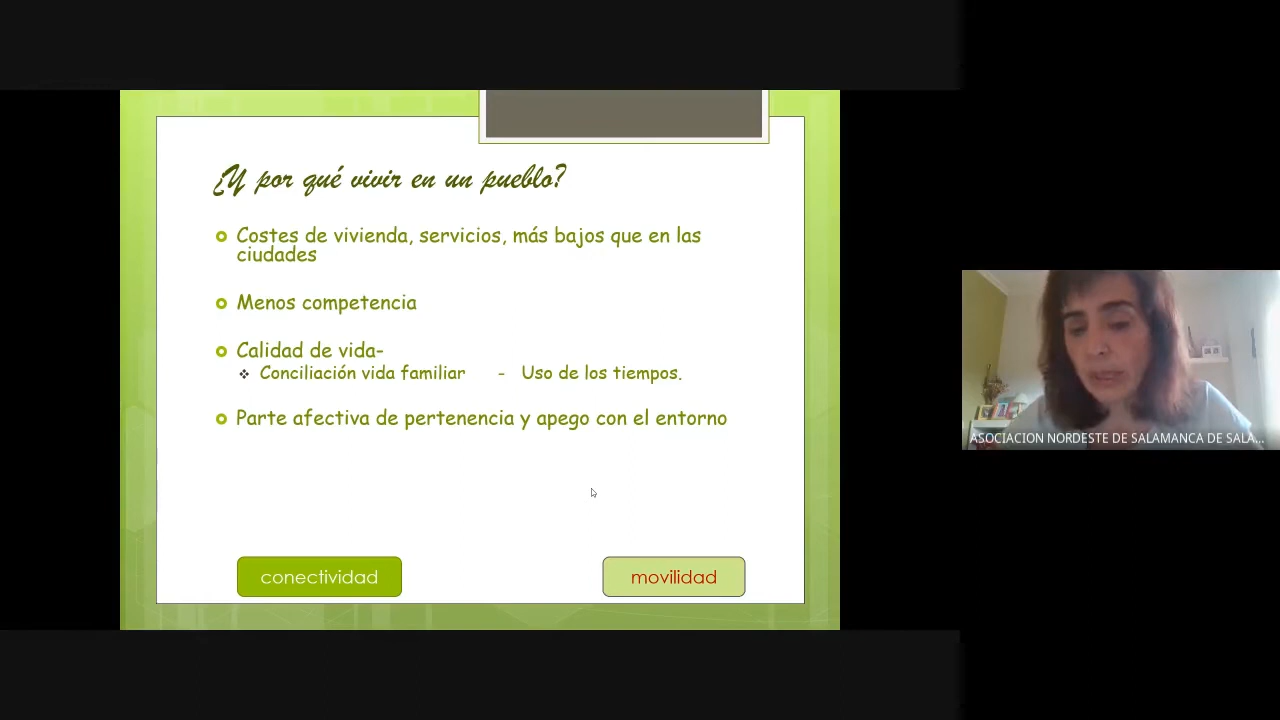 ¿Y por qué vivir en un pueblo?
Costes de vivienda, servicios, más bajos que en las
ciudades
Menos competencia
Calidad de vida-
Conciliación vida familiar - Uso de los tiempos.
Parte afectiva de pertenencia y apego con el entorno
conectividad
movilidad
ASOCIACION NORDESTE DE SALAMANCA DE SALA...